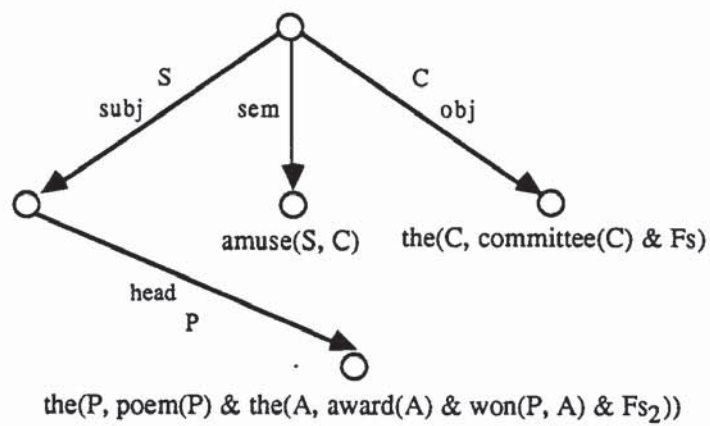 S C
subj sem obj
amuse(S, C) the(C, committee(C) & Fs)
head
P
the(P, poem(P) & the(A, award(A) & won(P, A) & Fs₂))